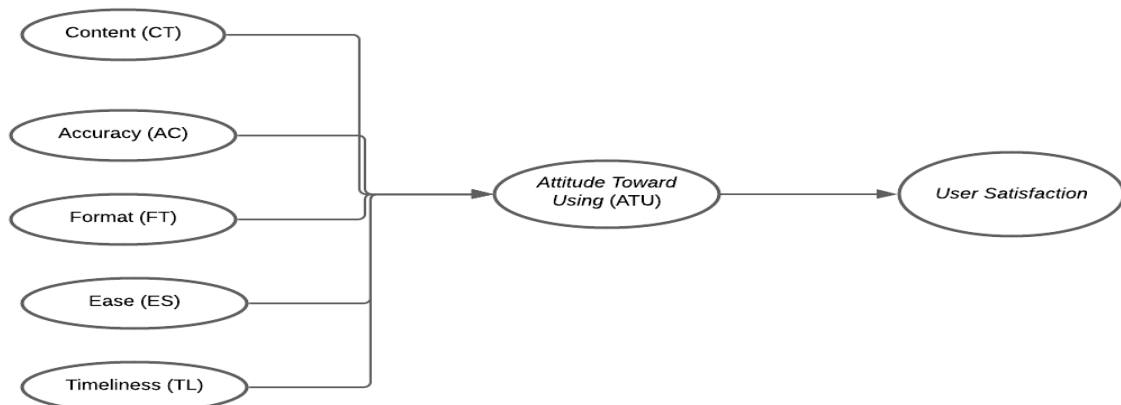 Content (CT)
Accuracy (AC)
Format (FT)
Ease (ES)
Timeliness (TL)
Attitude Toward
Using (ATU)
User Satisfaction